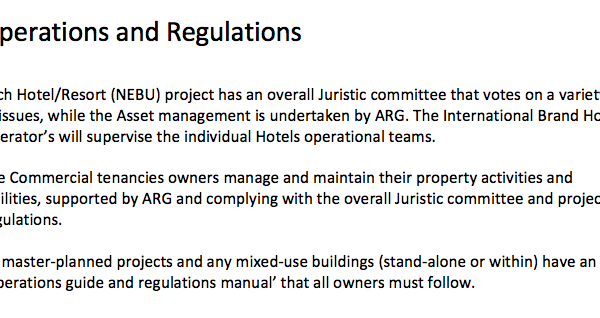 perations and Regulations
ch Hotel/Resort (NEBU) project has an overall Juristic committee that votes on a variet
issues, while the Asset management is undertaken by ARG. The International Brand Ho
erator's will supervise the individual Hotels operational teams.
e Commercial tenancies owners manage and maintain their property activities and
ilities, supported by ARG and complying with the overall Juristic committee and projec
gulations.
master-planned projects and any mixed-use buildings (stand-alone or within) have an
perations guide and regulations manual' that all owners must follow.